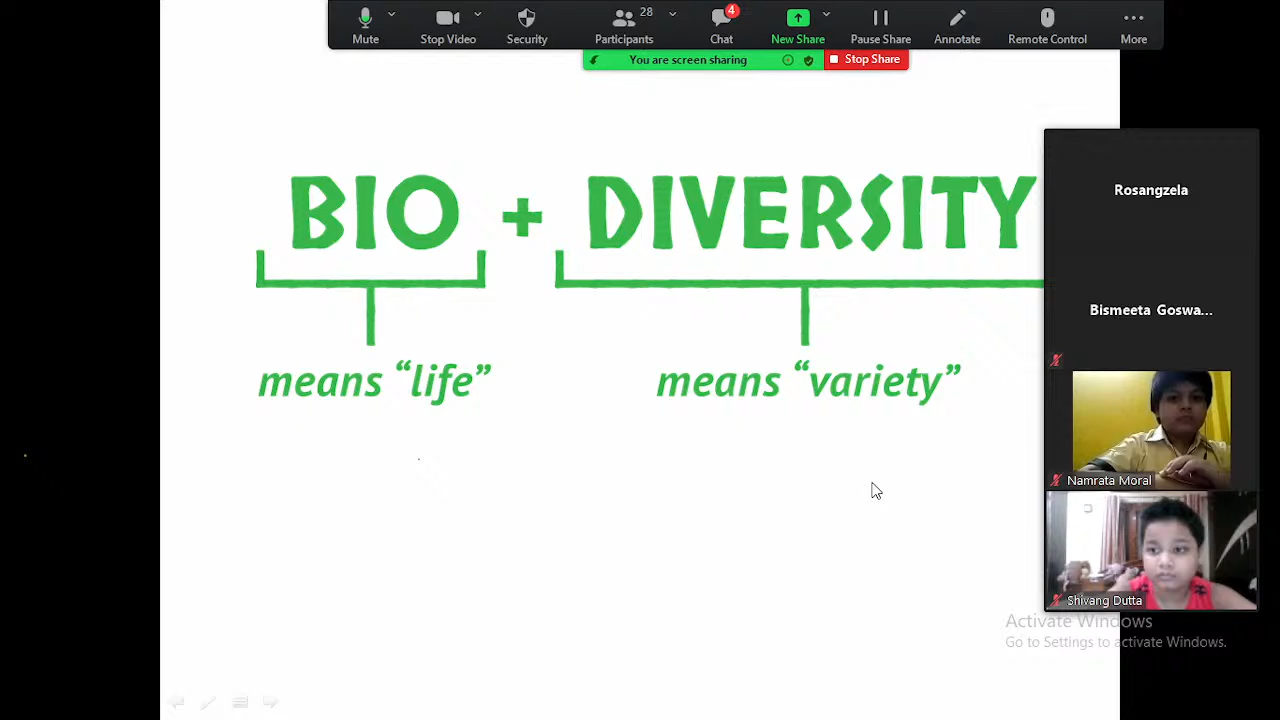 Mute
Stop Video
Security
Participants
28
Chat
4
New Share
Pause Share
Annotate
Remote Control
More
You are screen sharing
Stop Share
BIO + DIVERSITY
means “life”
means “variety”
Rosangzela
Bismeeta Goswa...
Namrata Moral
Shivang Dutta
Activate Windows
Go to Settings to activate Windows.